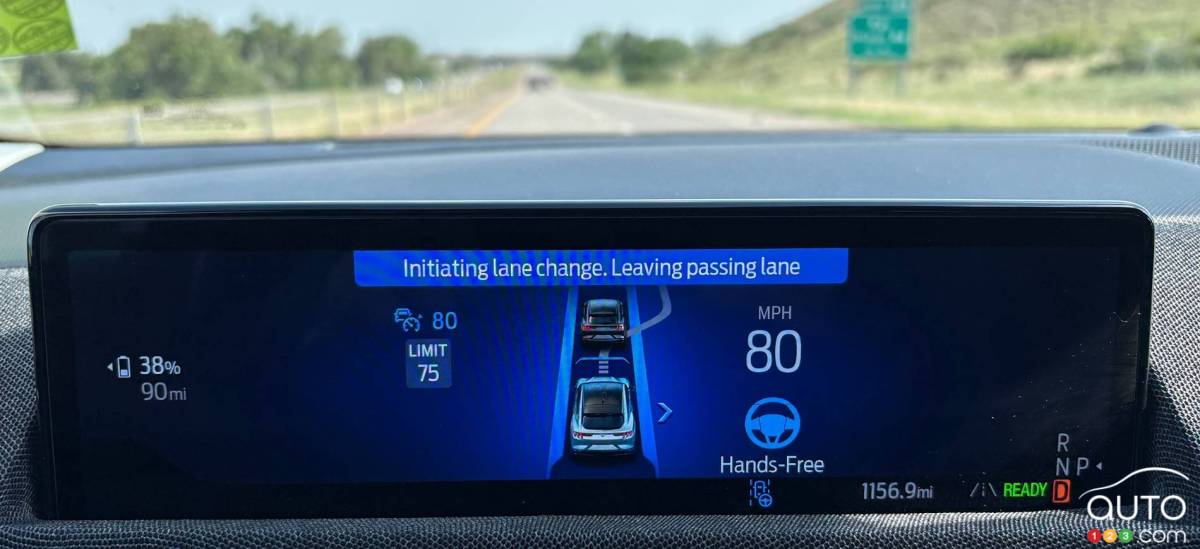 Initiating lane change. Leaving passing lane
80
LIMIT
75
MPH
80
38%
90mi
Hands-Free
R
N P
1156.9mi
READY D
AUTO
123.com